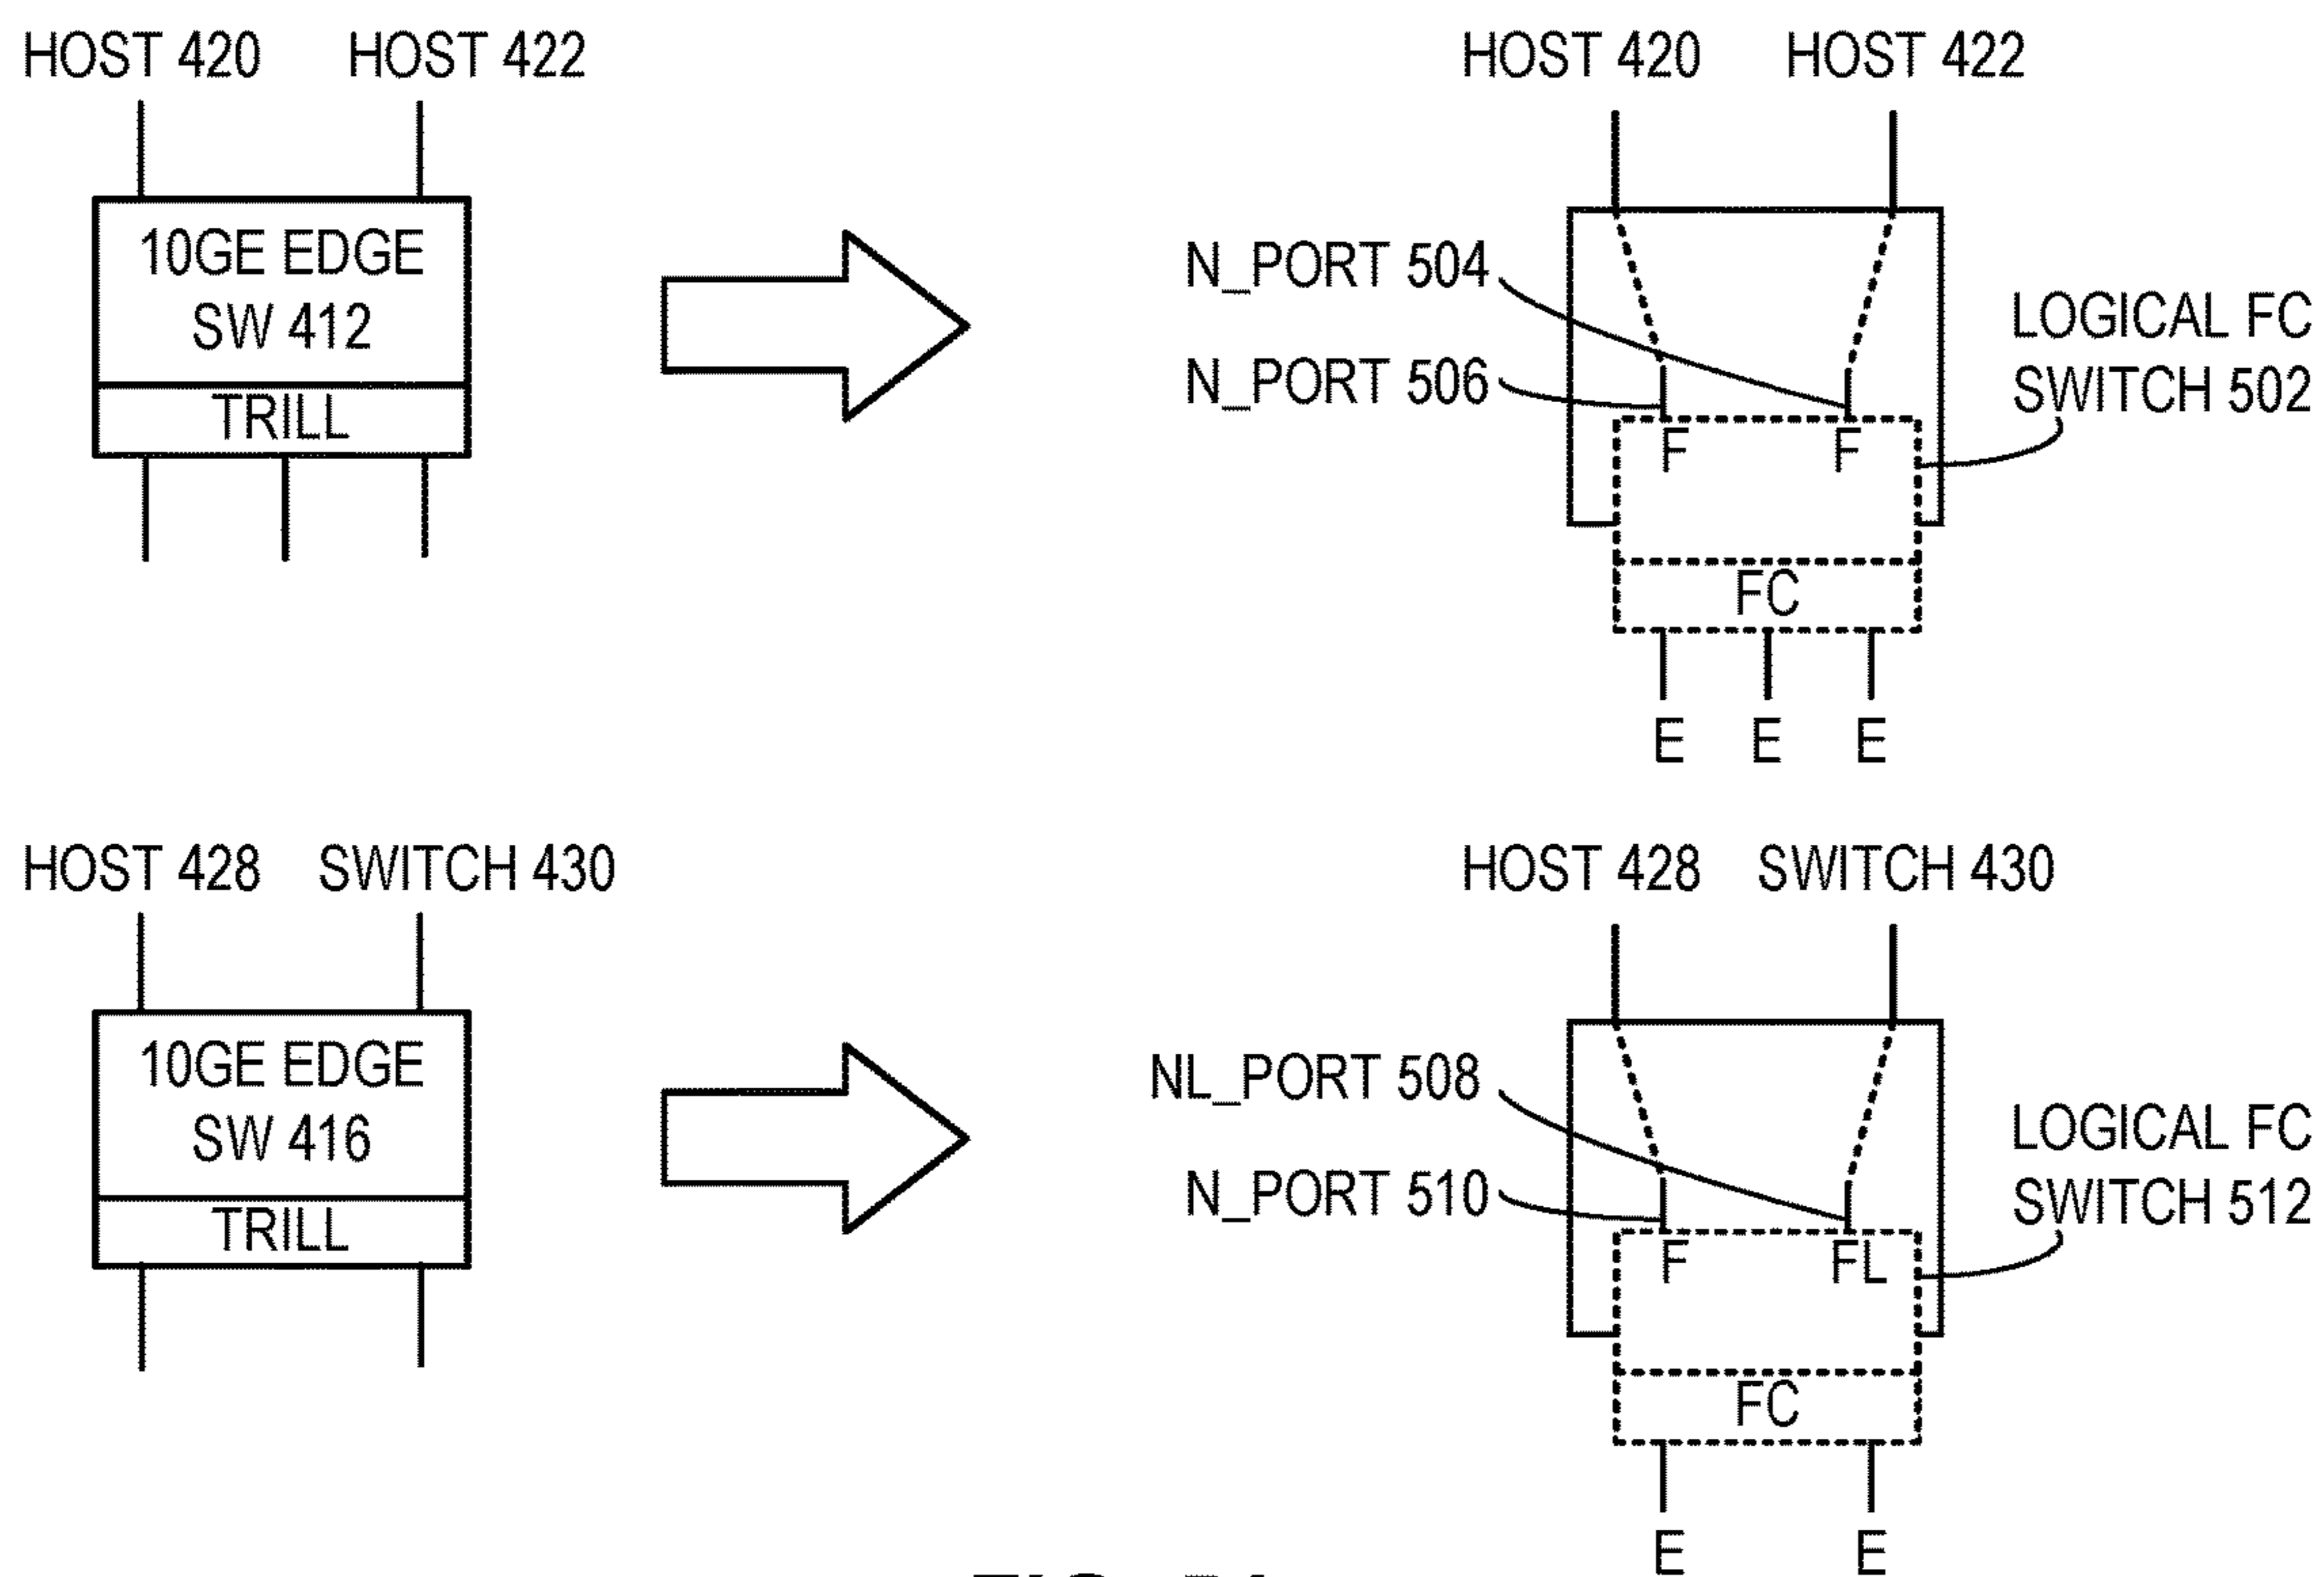 HOST 420 HOST 422
10GE EDGE
SW 412
TRILL
HOST 420 HOST 422
N_PORT 504
N_PORT 506
LOGICAL FC
SWITCH 502
F F
FC
E E E
HOST 428 SWITCH 430
10GE EDGE
SW 416
TRILL
HOST 428 SWITCH 430
NL_PORT 508
N_PORT 510
LOGICAL FC
SWITCH 512
F FL
FC
E E